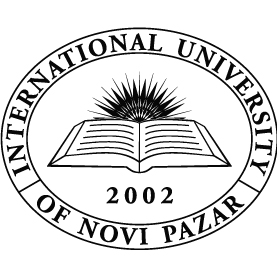 INTERNATIONAL UNIVERSITY
OF NOVI PAZAR
2002